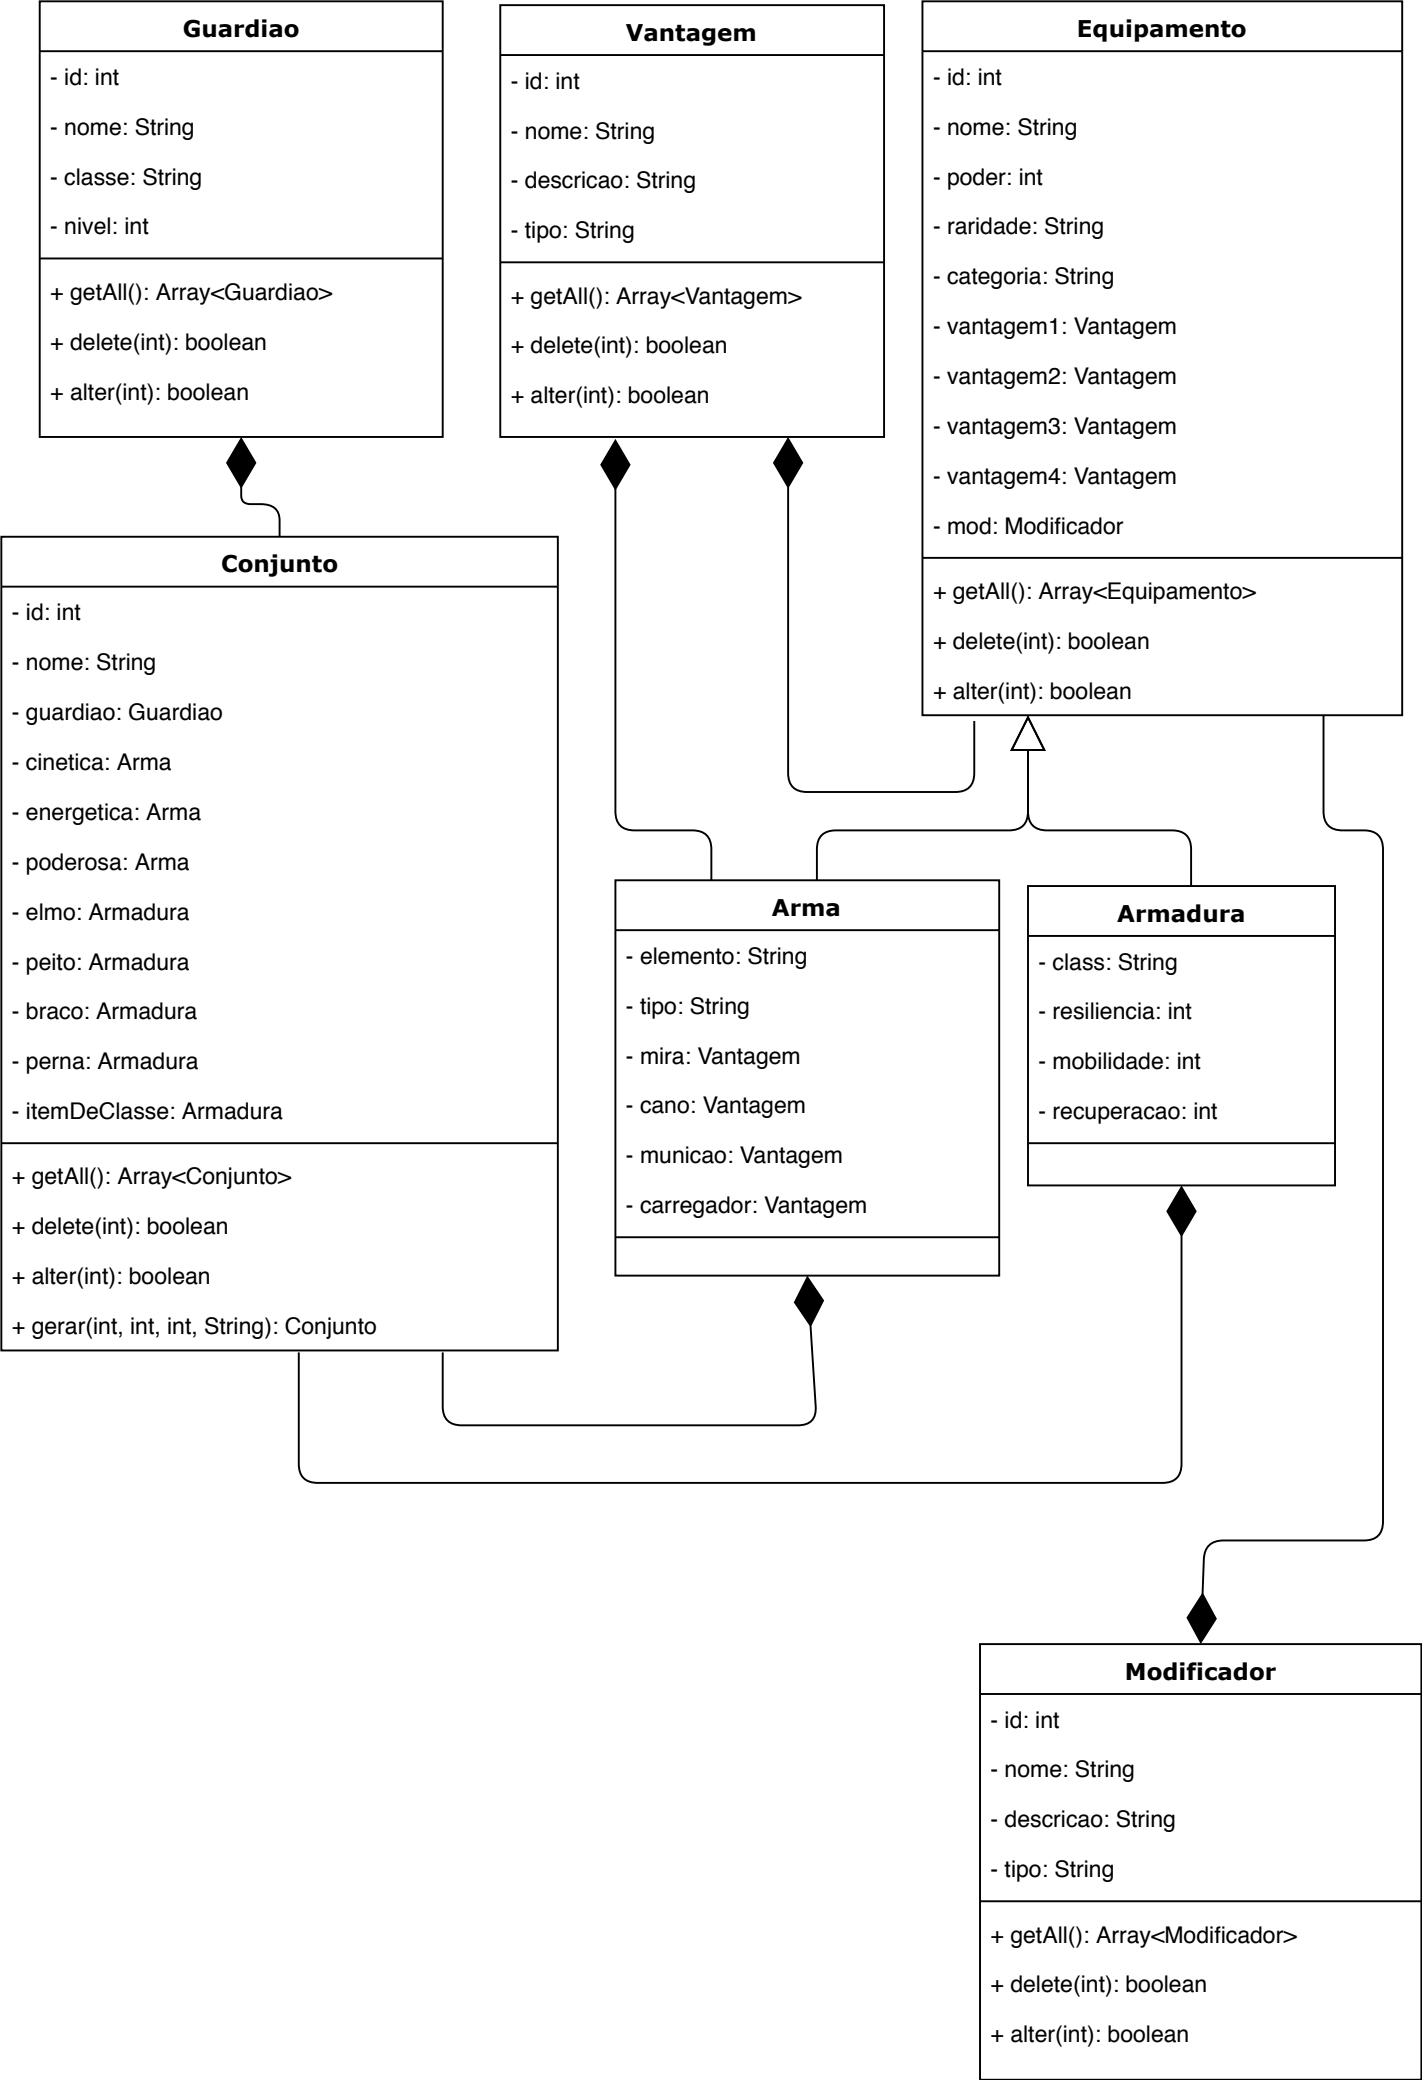 Guardiao
- id: int
- nome: String
- classe: String
- nivel: int
+ getAll(): Array<Guardiao>
+ delete(int): boolean
+ alter(int): boolean
Vantagem
- id: int
- nome: String
- descricao: String
- tipo: String
+ getAll(): Array<Vantagem>
+ delete(int): boolean
+ alter(int): boolean
Equipamento
- id: int
- nome: String
- poder: int
- raridade: String
- categoria: String
- vantagem1: Vantagem
- vantagem2: Vantagem
- vantagem3: Vantagem
- vantagem4: Vantagem
- mod: Modificador
+ getAll(): Array<Equipamento>
+ delete(int): boolean
+ alter(int): boolean
Conjunto
- id: int
- nome: String
- guardiao: Guardiao
- cinetica: Arma
- energetica: Arma
- poderosa: Arma
- elmo: Armadura
- peito: Armadura
- braco: Armadura
- perna: Armadura
- itemDeClasse: Armadura
+ getAll(): Array<Conjunto>
+ delete(int): boolean
+ alter(int): boolean
+ gerar(int, int, int, String): Conjunto
Arma
- elemento: String
- tipo: String
- mira: Vantagem
- cano: Vantagem
- municao: Vantagem
- carregador: Vantagem
Armadura
- class: String
- resiliencia: int
- mobilidade: int
- recuperacao: int
Modificador
- id: int
- nome: String
- descricao: String
- tipo: String
+ getAll(): Array<Modificador>
+ delete(int): boolean
+ alter(int): boolean